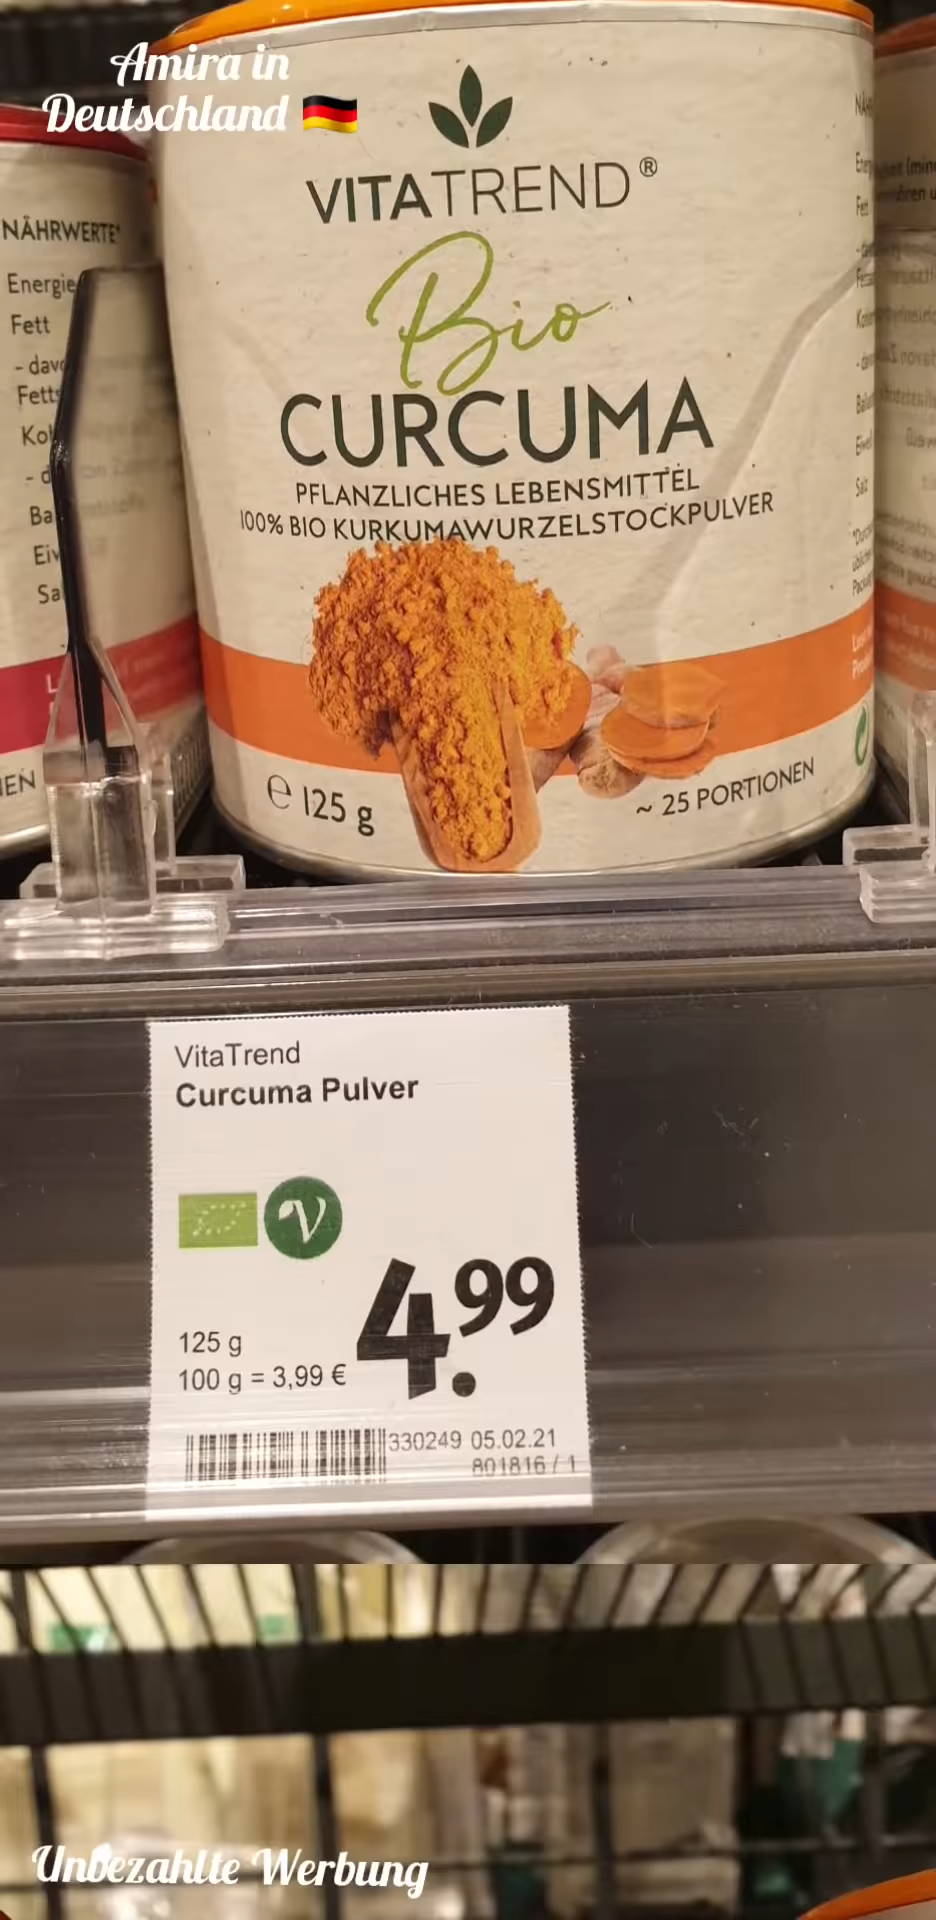 Amira in
Deutschland 🇩🇪
VITATREND®
Bio
CURCUMA
PFLANZLICHES LEBENSMITTEL
100% BIO KURKUMAWURZELSTOCKPULVER
℮ 125 g
~ 25 PORTIONEN
NÄHRWERTE*
Energie
Fett
VitaTrend
Curcuma Pulver
V
4.99
125 g
100 g = 3,99 €
330249 05.02.21
801816 / 1
Unbezahlte Werbung